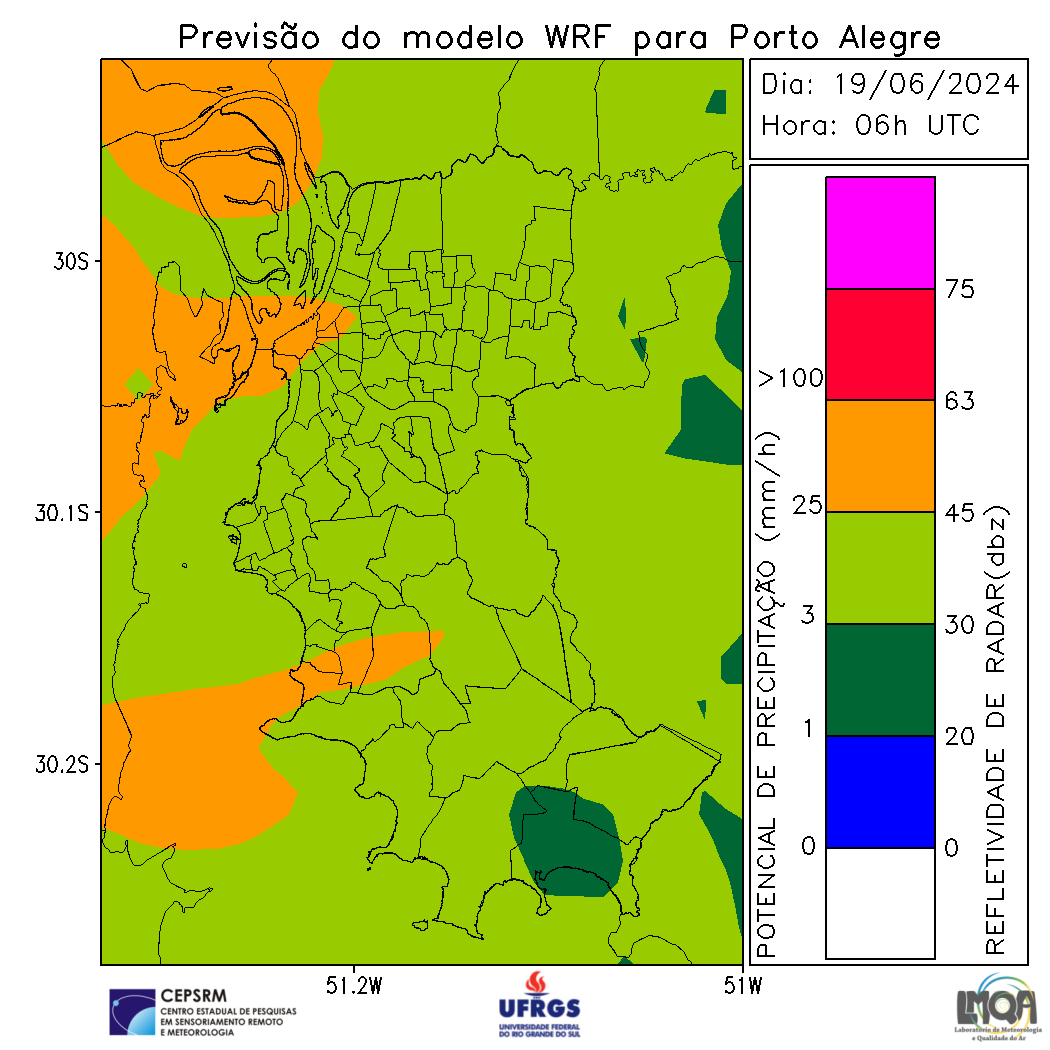 Previsão do modelo WRF para Porto Alegre
Dia: 19/06/2024
Hora: 06h UTC
30S
30.1S
30.2S
51.2W
51W
POTENCIAL DE PRECIPITAÇÃO (mm/h)
>100
25
3
1
0
75
63
45
30
20
0
REFLETIVIDADE DE RADAR(dbz)
CEPSRM
CENTRO ESTADUAL DE PESQUISAS
EM SENSORIAMENTO REMOTO
E METEOROLOGIA
UFRGS
UNIVERSIDADE FEDERAL
DO RIO GRANDE DO SUL
LMQA
Laboratório de Meteorologia
e Qualidade do Ar